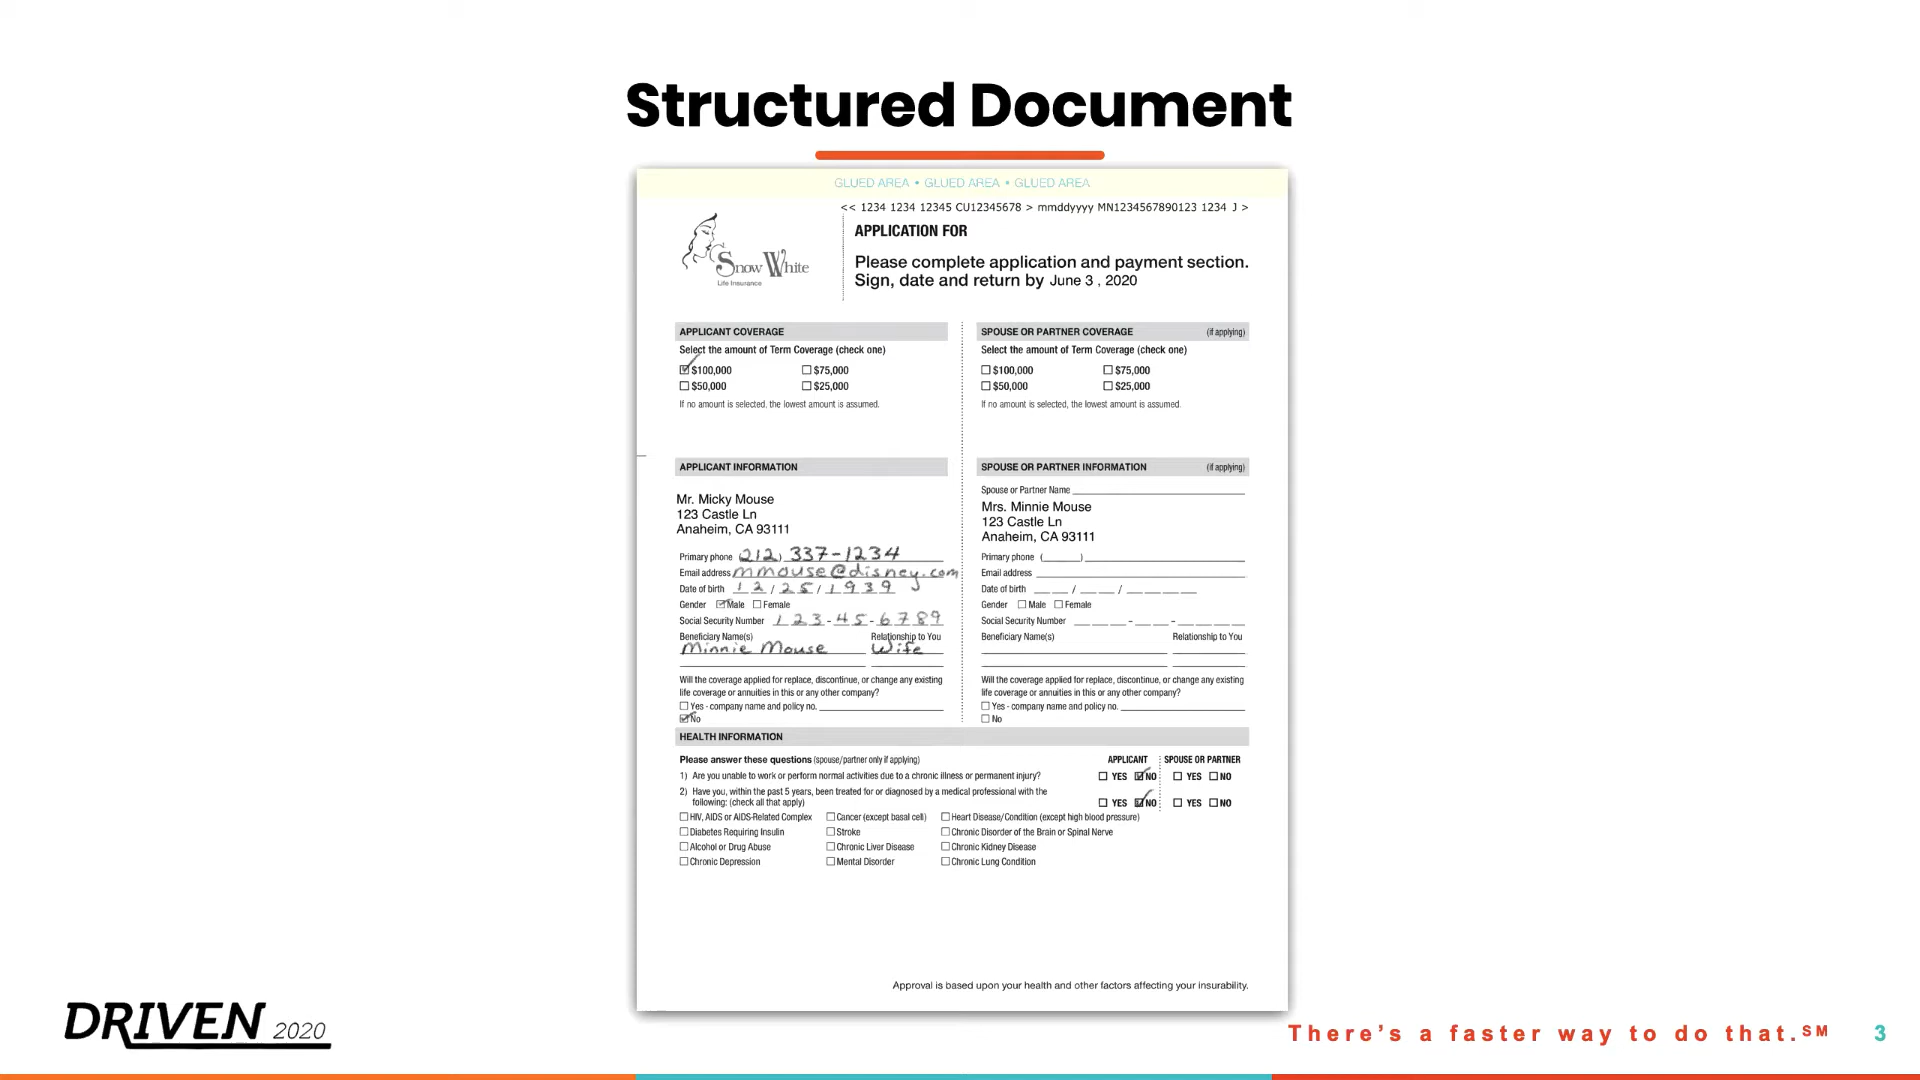 Structured Document
GLUED AREA • GLUED AREA • GLUED AREA
<< 1234 1234 12345 CU12345678 > mmddyyyy MN1234567890123 1234 J >
Snow White
Life Insurance
APPLICATION FOR
Please complete application and payment section.
Sign, date and return by June 3 , 2020
APPLICANT COVERAGE
Select the amount of Term Coverage (check one)
$100,000 $75,000
$50,000 $25,000
If no amount is selected, the lowest amount is assumed.
SPOUSE OR PARTNER COVERAGE (if applying)
Select the amount of Term Coverage (check one)
$100,000 $75,000
$50,000 $25,000
If no amount is selected, the lowest amount is assumed.
APPLICANT INFORMATION
Mr. Micky Mouse
123 Castle Ln
Anaheim, CA 93111
Primary phone (212) 337-1234
Email address mmouse@disney.com
Date of birth 12/25/1939
Gender Male Female
Social Security Number 123-45-6789
Beneficiary Name(s) Relationship to You
Minnie Mouse Wife
Will the coverage applied for replace, discontinue, or change any existing
life coverage or annuities in this or any other company?
Yes - company name and policy no.
No
SPOUSE OR PARTNER INFORMATION (if applying)
Spouse or Partner Name
Mrs. Minnie Mouse
123 Castle Ln
Anaheim, CA 93111
Primary phone ( )
Email address
Date of birth / /
Gender Male Female
Social Security Number - -
Beneficiary Name(s) Relationship to You
Will the coverage applied for replace, discontinue, or change any existing
life coverage or annuities in this or any other company?
Yes - company name and policy no.
No
HEALTH INFORMATION
Please answer these questions (spouse/partner only if applying) APPLICANT SPOUSE OR PARTNER
1) Are you unable to work or perform normal activities due to a chronic illness or permanent injury? YES NO YES NO
2) Have you, within the past 5 years, been treated for or diagnosed by a medical professional with the
following: (check all that apply) YES NO YES NO
HIV, AIDS or AIDS-Related Complex Cancer (except basal cell) Heart Disease/Condition (except high blood pressure)
Diabetes Requiring Insulin Stroke Chronic Disorder of the Brain or Spinal Nerve
Alcohol or Drug Abuse Chronic Liver Disease Chronic Kidney Disease
Chronic Depression Mental Disorder Chronic Lung Condition
Approval is based upon your health and other factors affecting your insurability.
DRIVEN 2020
There's a faster way to do that.SM
3